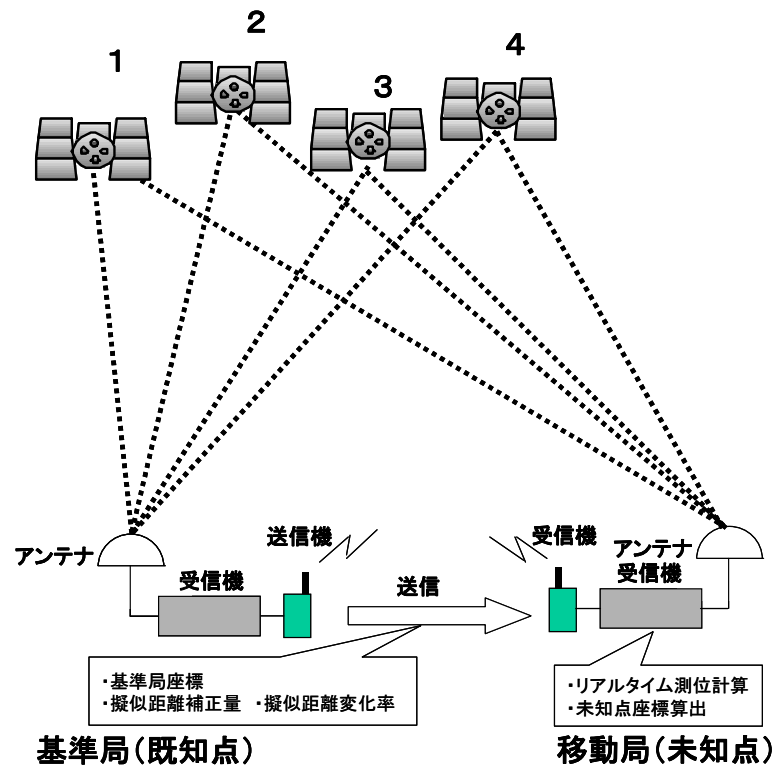 1
2
3
4
アンテナ
受信機
送信機
送信
受信機
アンテナ
受信機
・基準局座標
・擬似距離補正量 ・擬似距離変化率
・リアルタイム測位計算
・未知点座標算出
基準局（既知点）
移動局（未知点）